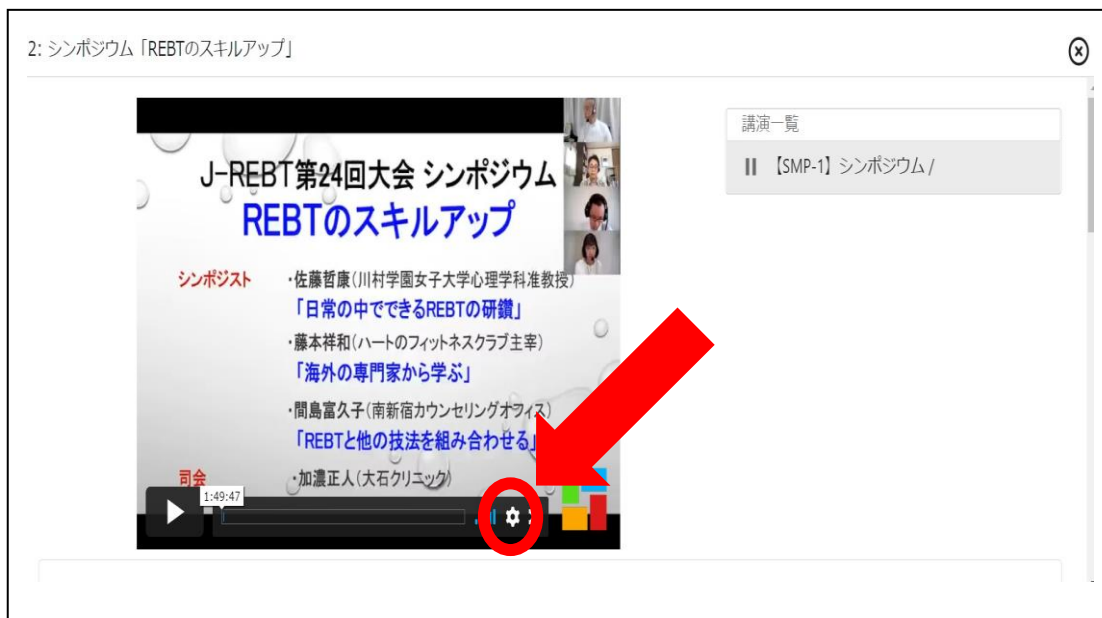 2: シンポジウム「REBTのスキルアップ」
J-REBT第24回大会 シンポジウム
REBTのスキルアップ
シンポジスト ・佐藤哲康(川村学園女子大学心理学科准教授)
「日常の中でできるREBTの研鑽」
・藤本祥和(ハートのフィットネスクラブ主宰)
「海外の専門家から学ぶ」
・間島富久子(南新宿カウンセリングオフィス)
「REBTと他の技法を組み合わせる」
司会 ・加濃正人(大石クリニック)
1:49:47
講演一覧
【SMP-1】シンポジウム /